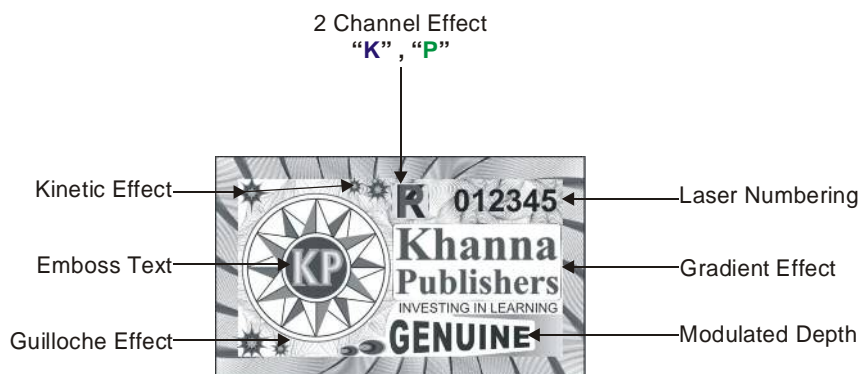 2 Channel Effect
“K” , “P”
Kinetic Effect
Emboss Text
Guilloche Effect
KP
012345
Khanna
Publishers
INVESTING IN LEARNING
GENUINE
Laser Numbering
Gradient Effect
Modulated Depth